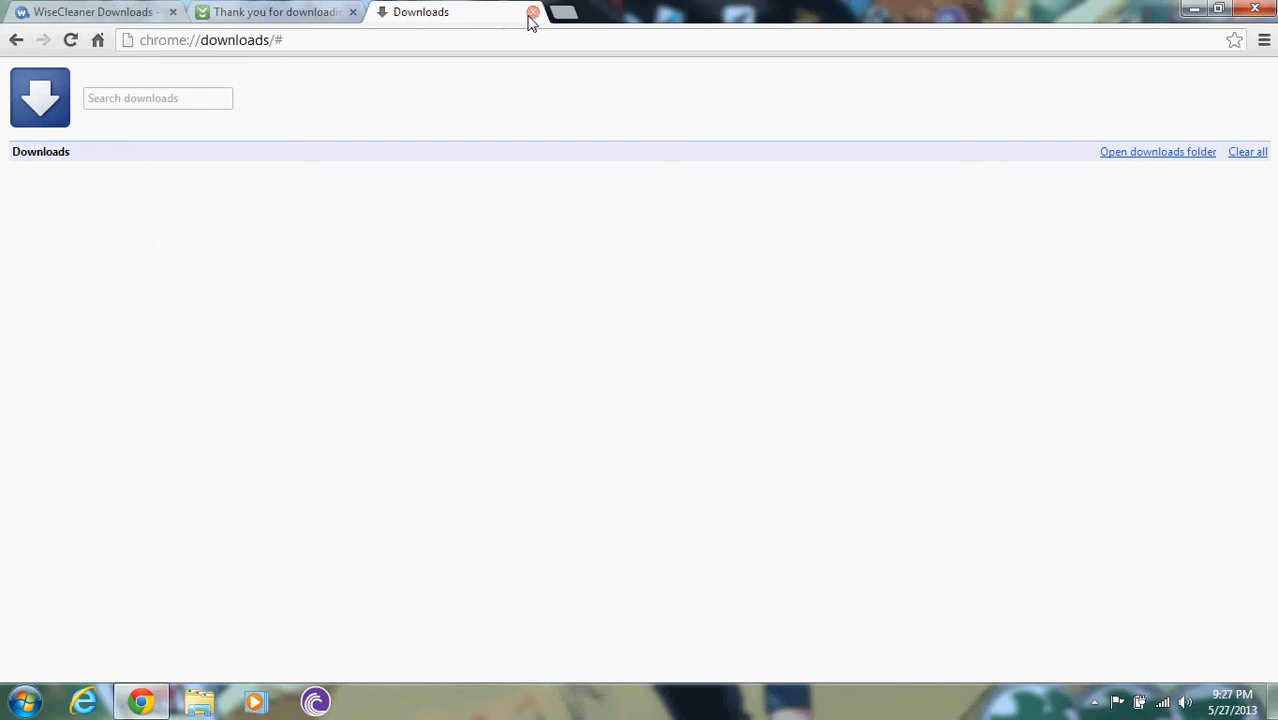 WiseCleaner Downloads -
Thank you for downloadin
Downloads
chrome://downloads/#
Search downloads
Downloads
Open downloads folder
Clear all
9:27 PM
5/27/2013